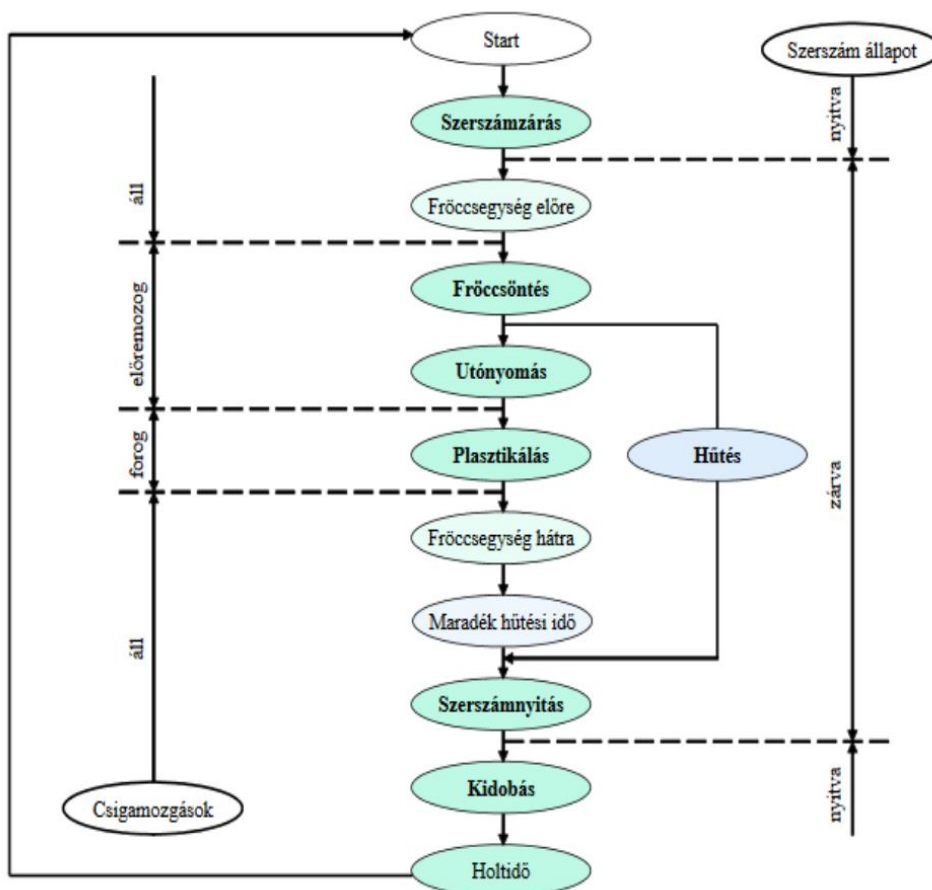 Start
Szerszám állapot
nyitva
Szerszámzárás
Fröccsegység előre
áll
Fröccsöntés
előremozog
Utónyomás
forog
Plasztikálás
Hűtés
zárva
Fröccsegység hátra
Maradék hűtési idő
áll
Szerszámnyitás
Kidobás
nyitva
Csigamozgások
Holtidő